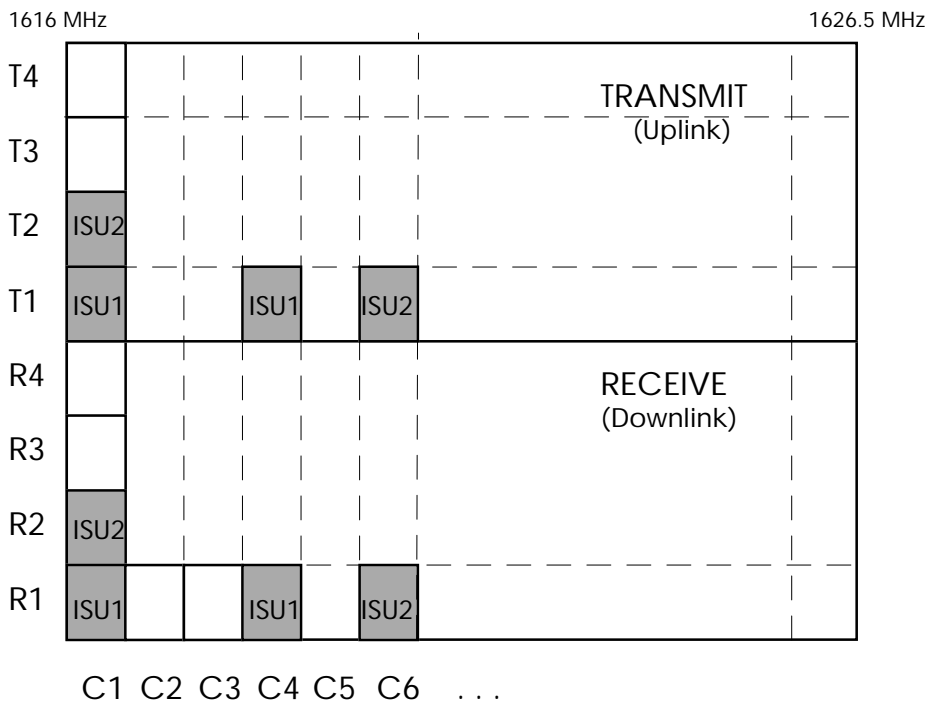 1616 MHz 1626.5 MHz
T4
TRANSMIT
(Uplink)
T3
T2 ISU2
T1 ISU1 ISU1 ISU2
R4
RECEIVE
(Downlink)
R3
R2 ISU2
R1 ISU1 ISU1 ISU2
C1 C2 C3 C4 C5 C6 . . .